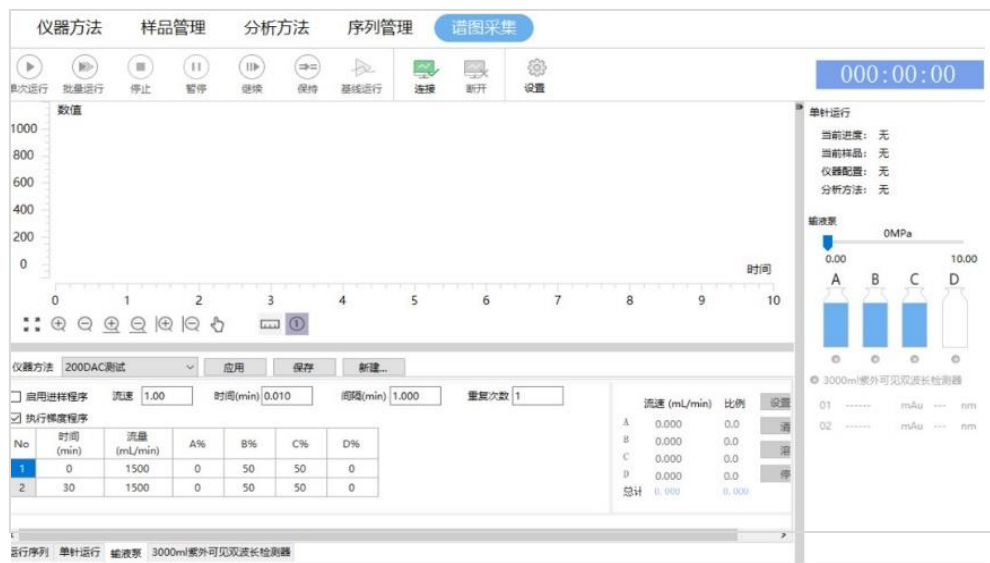 仪器方法 样品管理 分析方法 序列管理 谱图采集
单次运行 批量运行 停止 暂停 继续 保持 基线运行 连接 断开 设置
000:00:00
数值
1000
800
600
400
200
0
时间
0 1 2 3 4 5 6 7 8 9 10
仪器方法 200DAC测试 应用 保存 新建...
启用进样程序 流速 1.00 时间(min) 0.010 间隔(min) 1.000 重复次数 1
执行梯度程序
No 时间(min) 流量(mL/min) A% B% C% D%
1 0 1500 0 50 50 0
2 30 1500 0 50 50 0
流速 (mL/min) 比例 设置
A 0.000 0.0 清
B 0.000 0.0
C 0.000 0.0 溶
D 0.000 0.0 停
总计 0.000 0.000
运行序列 单针运行 输液泵 3000ml紫外可见双波长检测器
单针运行
当前进度: 无
当前样品: 无
仪器配置: 无
分析方法: 无
输液泵
0MPa
0.00 10.00
A B C D
3000ml紫外可见双波长检测器
01 ------ mAu --- nm
02 ------ mAu --- nm